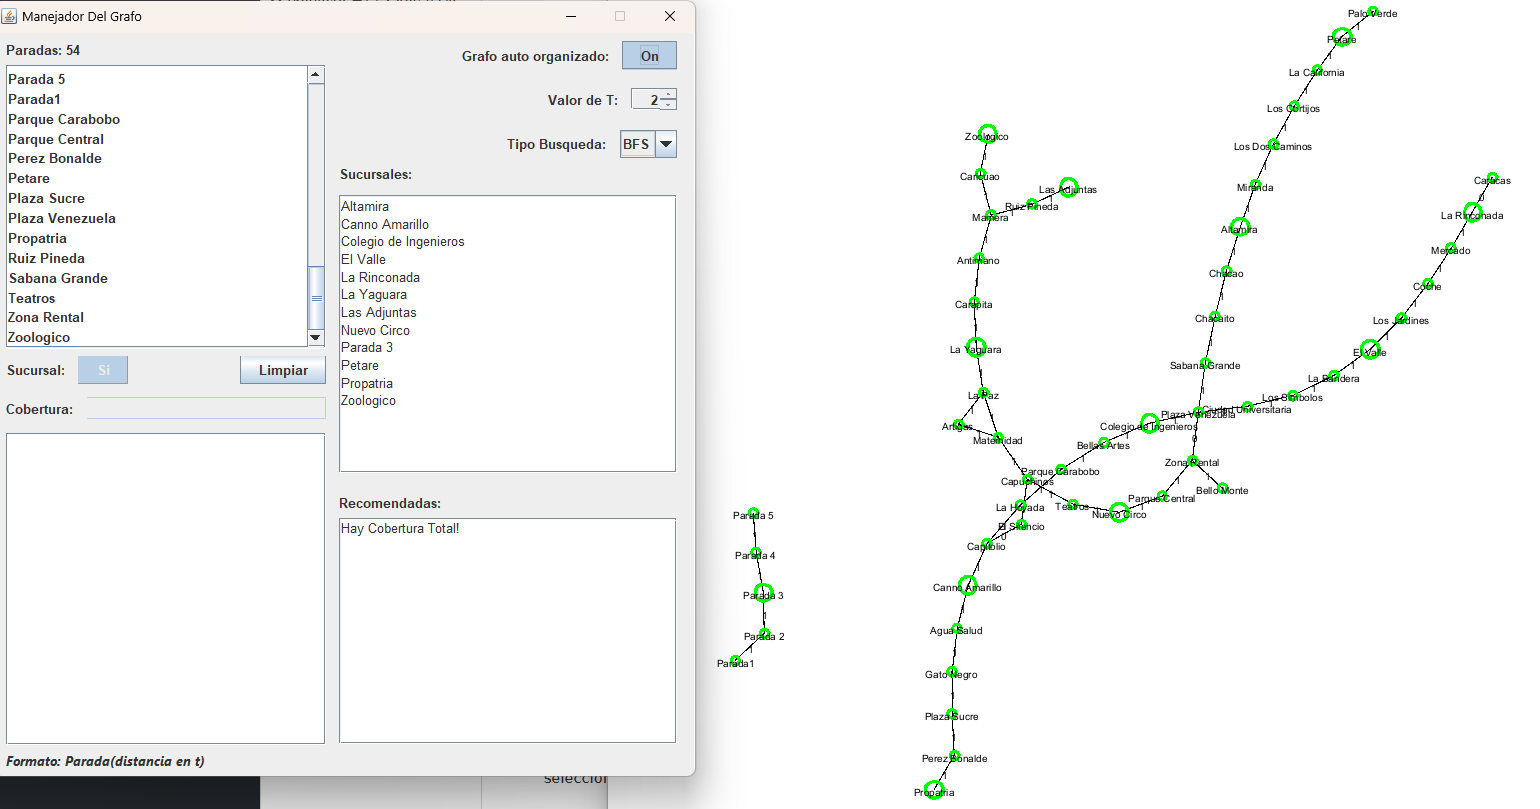 Manejador Del Grafo
Paradas: 54
Parada 5
Parada1
Parque Carabobo
Parque Central
Perez Bonalde
Petare
Plaza Sucre
Plaza Venezuela
Propatria
Ruiz Pineda
Sabana Grande
Teatros
Zona Rental
Zoologico
Sucursal: Si Limpiar
Cobertura:
Formato: Parada(distancia en t)
Grafo auto organizado: On
Valor de T: 2
Tipo Busqueda: BFS
Sucursales:
Altamira
Canno Amarillo
Colegio de Ingenieros
El Valle
La Rinconada
La Yaguara
Las Adjuntas
Nuevo Circo
Parada 3
Petare
Propatria
Zoologico
Recomendadas:
Hay Cobertura Total!
Palo Verde
Petare
La California
Los Cortijos
Zoologico
Los Dos Caminos
Caricuao
Las Adjuntas
Miranda
Caracas
Ruiz Pineda
Mamera
La Rinconada
Altamira
Mercado
Antimano
Chacao
Coche
Carapita
Chacaito
Los Jardines
La Yaguara
El Valle
Sabana Grande
La Bandera
La Paz
Los Simbolos
Ciudad Universitaria
Plaza Venezuela
Artigas
Colegio de Ingenieros
Maternidad
Bellas Artes
Zona Rental
Parque Carabobo
Capuchinos
Bello Monte
Parque Central
Teatros
La Hoyada
Nuevo Circo
Parada 5
El Silencio
Capitolio
Parada 4
Canno Amarillo
Parada 3
Agua Salud
Parada 2
Parada1
Gato Negro
Plaza Sucre
Perez Bonalde
Propatria